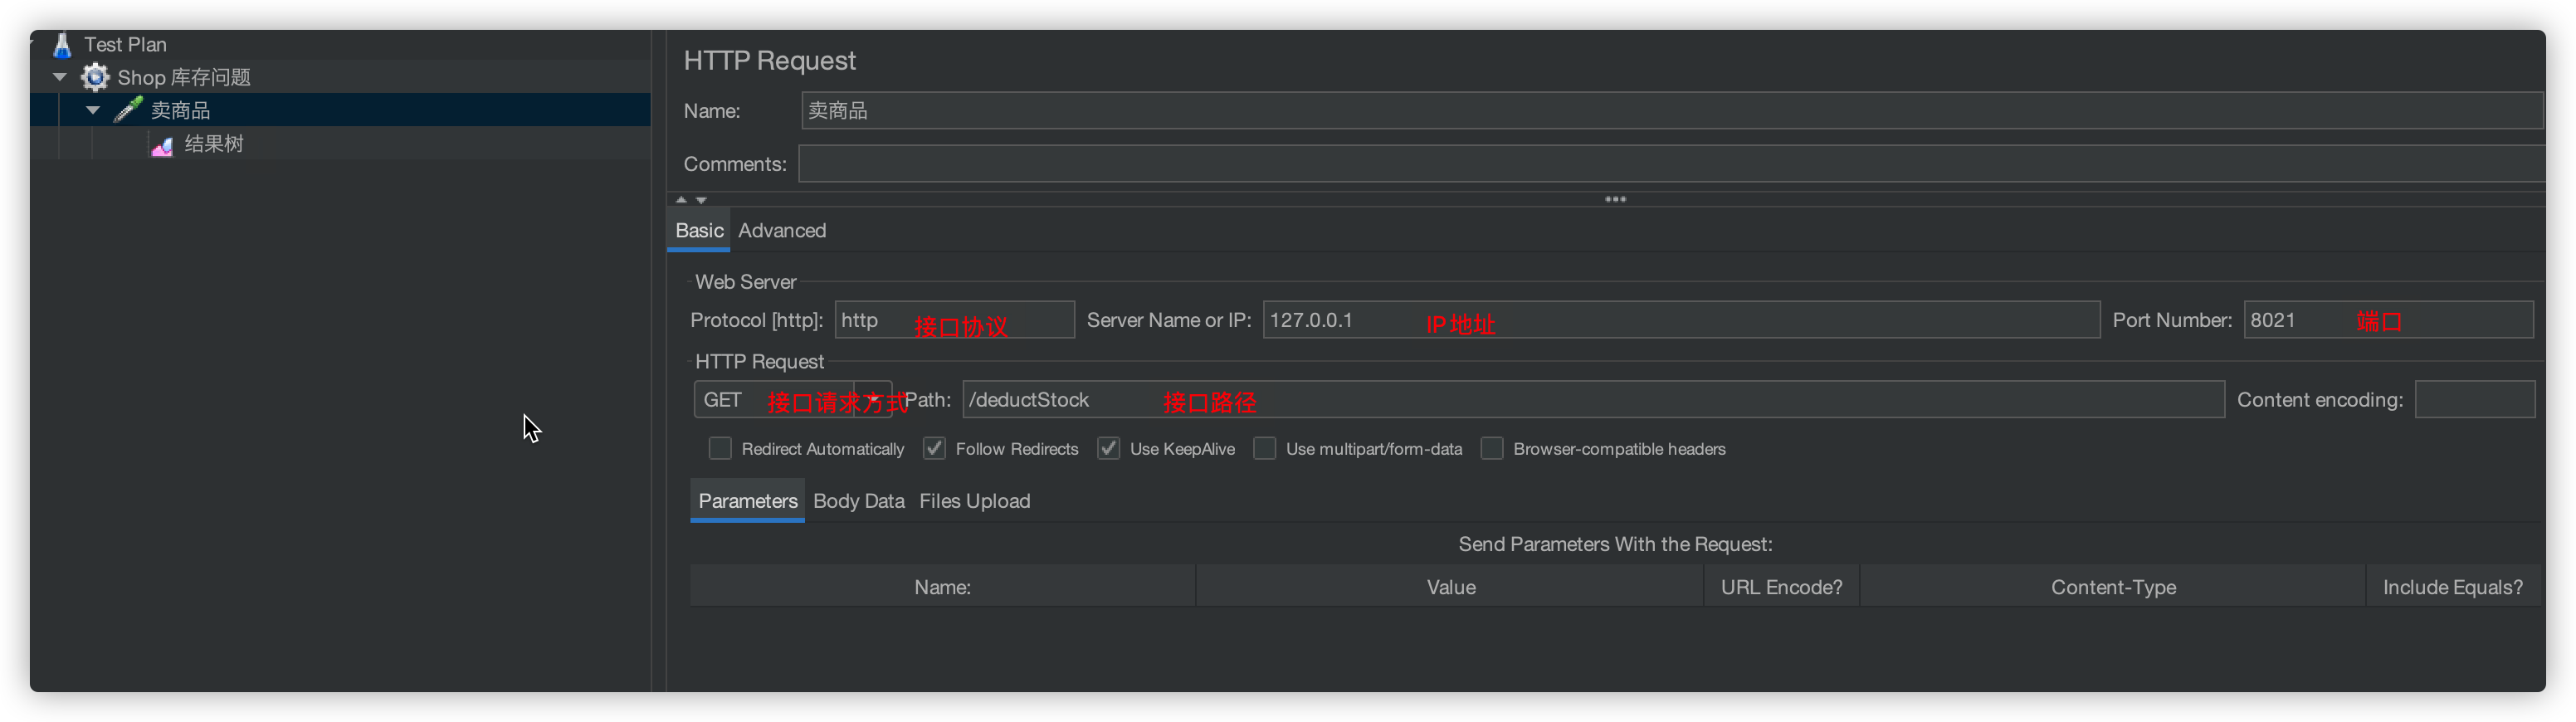 Test Plan
Shop 库存问题
卖商品
结果树
HTTP Request
Name: 卖商品
Comments:
Basic Advanced
Web Server
Protocol [http]: http 接口协议 Server Name or IP: 127.0.0.1 IP地址 Port Number: 8021 端口
HTTP Request
GET 接口请求方式 Path: /deductStock 接口路径 Content encoding:
Redirect Automatically Follow Redirects Use KeepAlive Use multipart/form-data Browser-compatible headers
Parameters Body Data Files Upload
Send Parameters With the Request:
Name: Value URL Encode? Content-Type Include Equals?